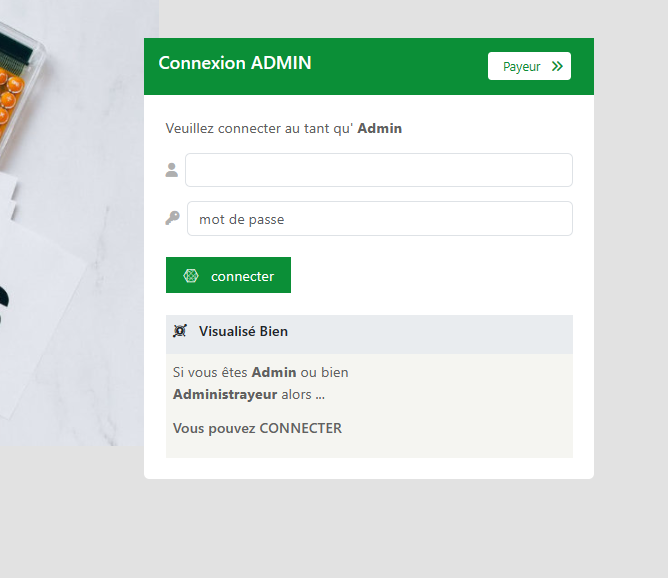 Connexion ADMIN
Payeur
Veuillez connecter au tant qu' Admin
mot de passe
connecter
Visualisé Bien
Si vous êtes Admin ou bien
Administrayeur alors ...
Vous pouvez CONNECTER